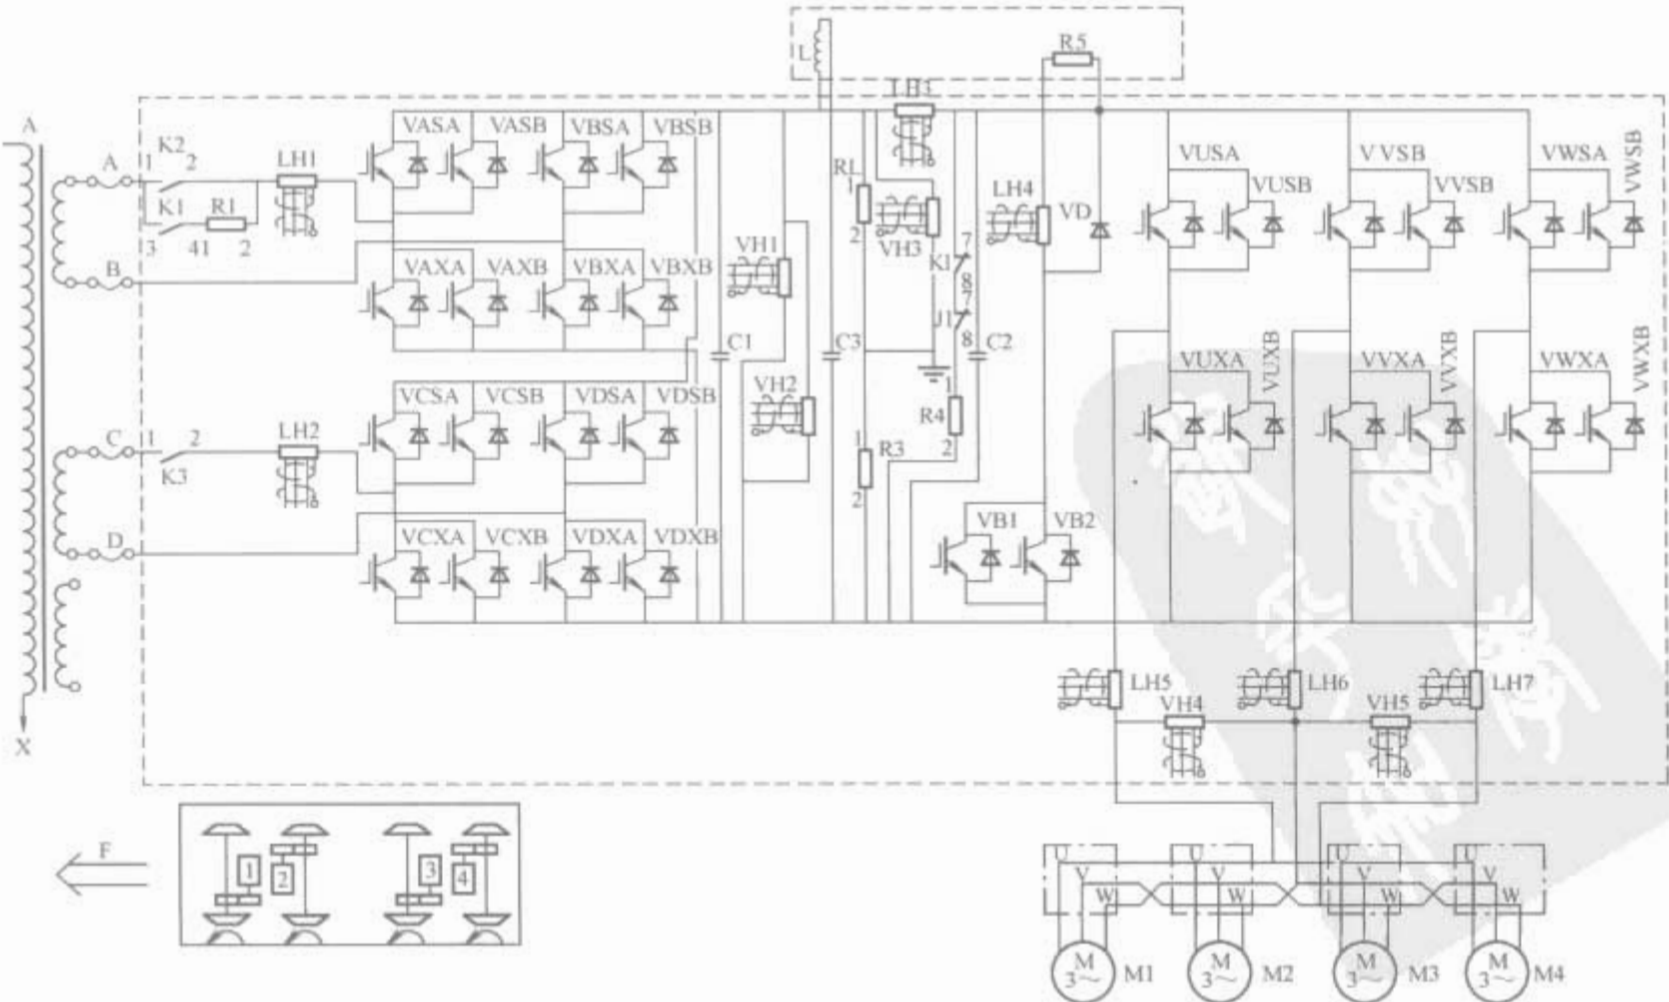 R5
L
LH3
A
K2
1 2
A
LH1
VASA VASB VBSA VBSB
K1
R1
3 41 2
B
VAXA VAXB VBXA VBXB
VH1
R1
1
2
VH3
LH4
VD
K1
7
8
J1
7
8
VUSA
VUSB
VVSB
VVSB
VWSA
VWSB
C1
C3
C2
VH2
R4
1
2
R3
1
2
VUXA
VUXB
VVXA
VVXB
VWXA
VWXB
C
1 2
K3
LH2
VCSA VCSB VDSA VDSB
D
VCXA VCXB VDXA VDXB
VB1 VB2
X
LH5 LH6 LH7
VH4 VH5
F
1 2 3 4
U V W
U V W
U V W
U V W
M 3～ M1
M 3～ M2
M 3～ M3
M 3～ M4